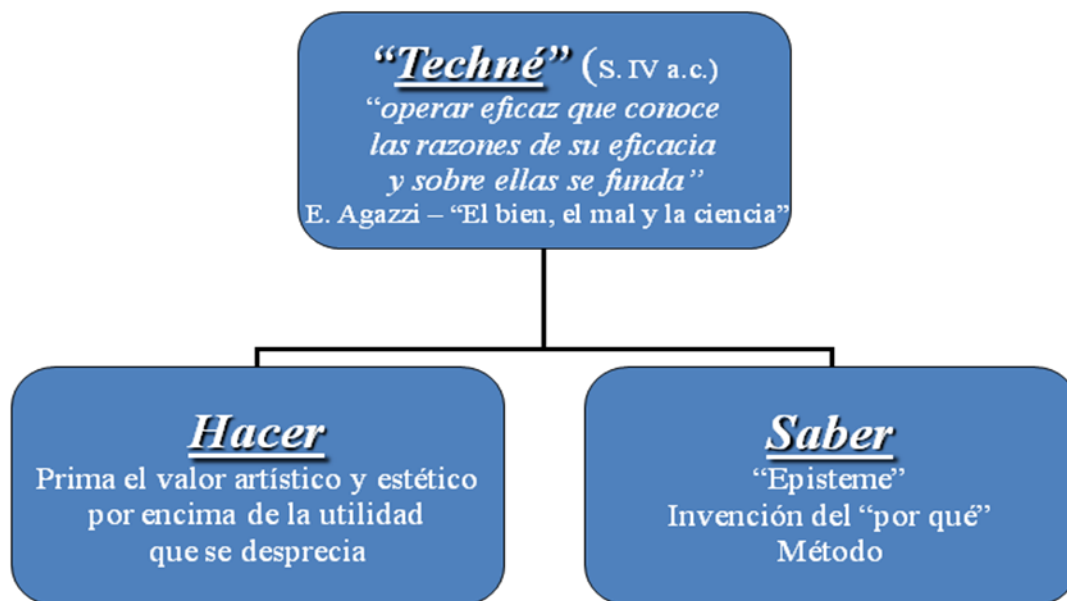 “Techné” (S. IV a.c.)
“operar eficaz que conoce
las razones de su eficacia
y sobre ellas se funda”
E. Agazzi – “El bien, el mal y la ciencia”
Hacer
Prima el valor artístico y estético
por encima de la utilidad
que se desprecia
Saber
“Episteme”
Invención del “por qué”
Método